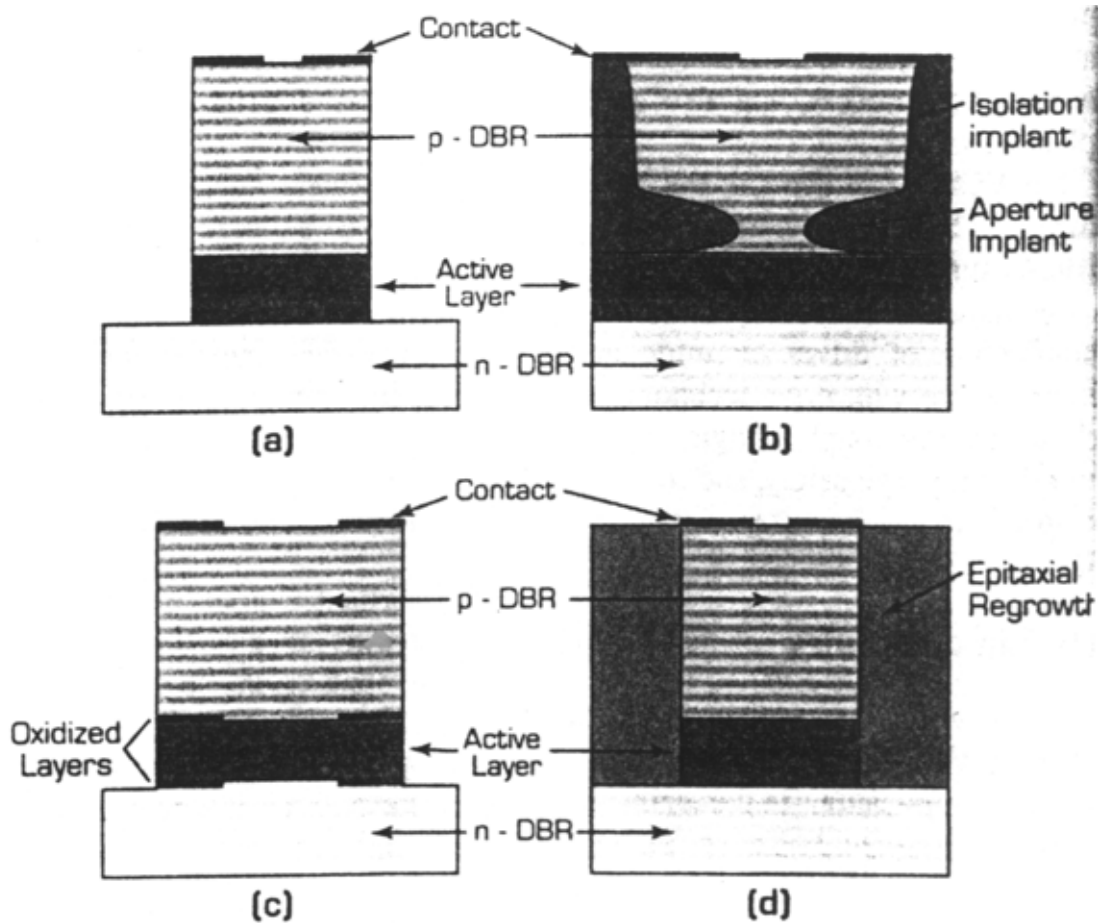 Contact
Isolation
implant
p - DBR
Aperture
Implant
Active
Layer
n - DBR
(a)
(b)
Contact
Epitaxial
Regrowth
p - DBR
Oxidized
Layers
Active
Layer
n - DBR
(c)
(d)